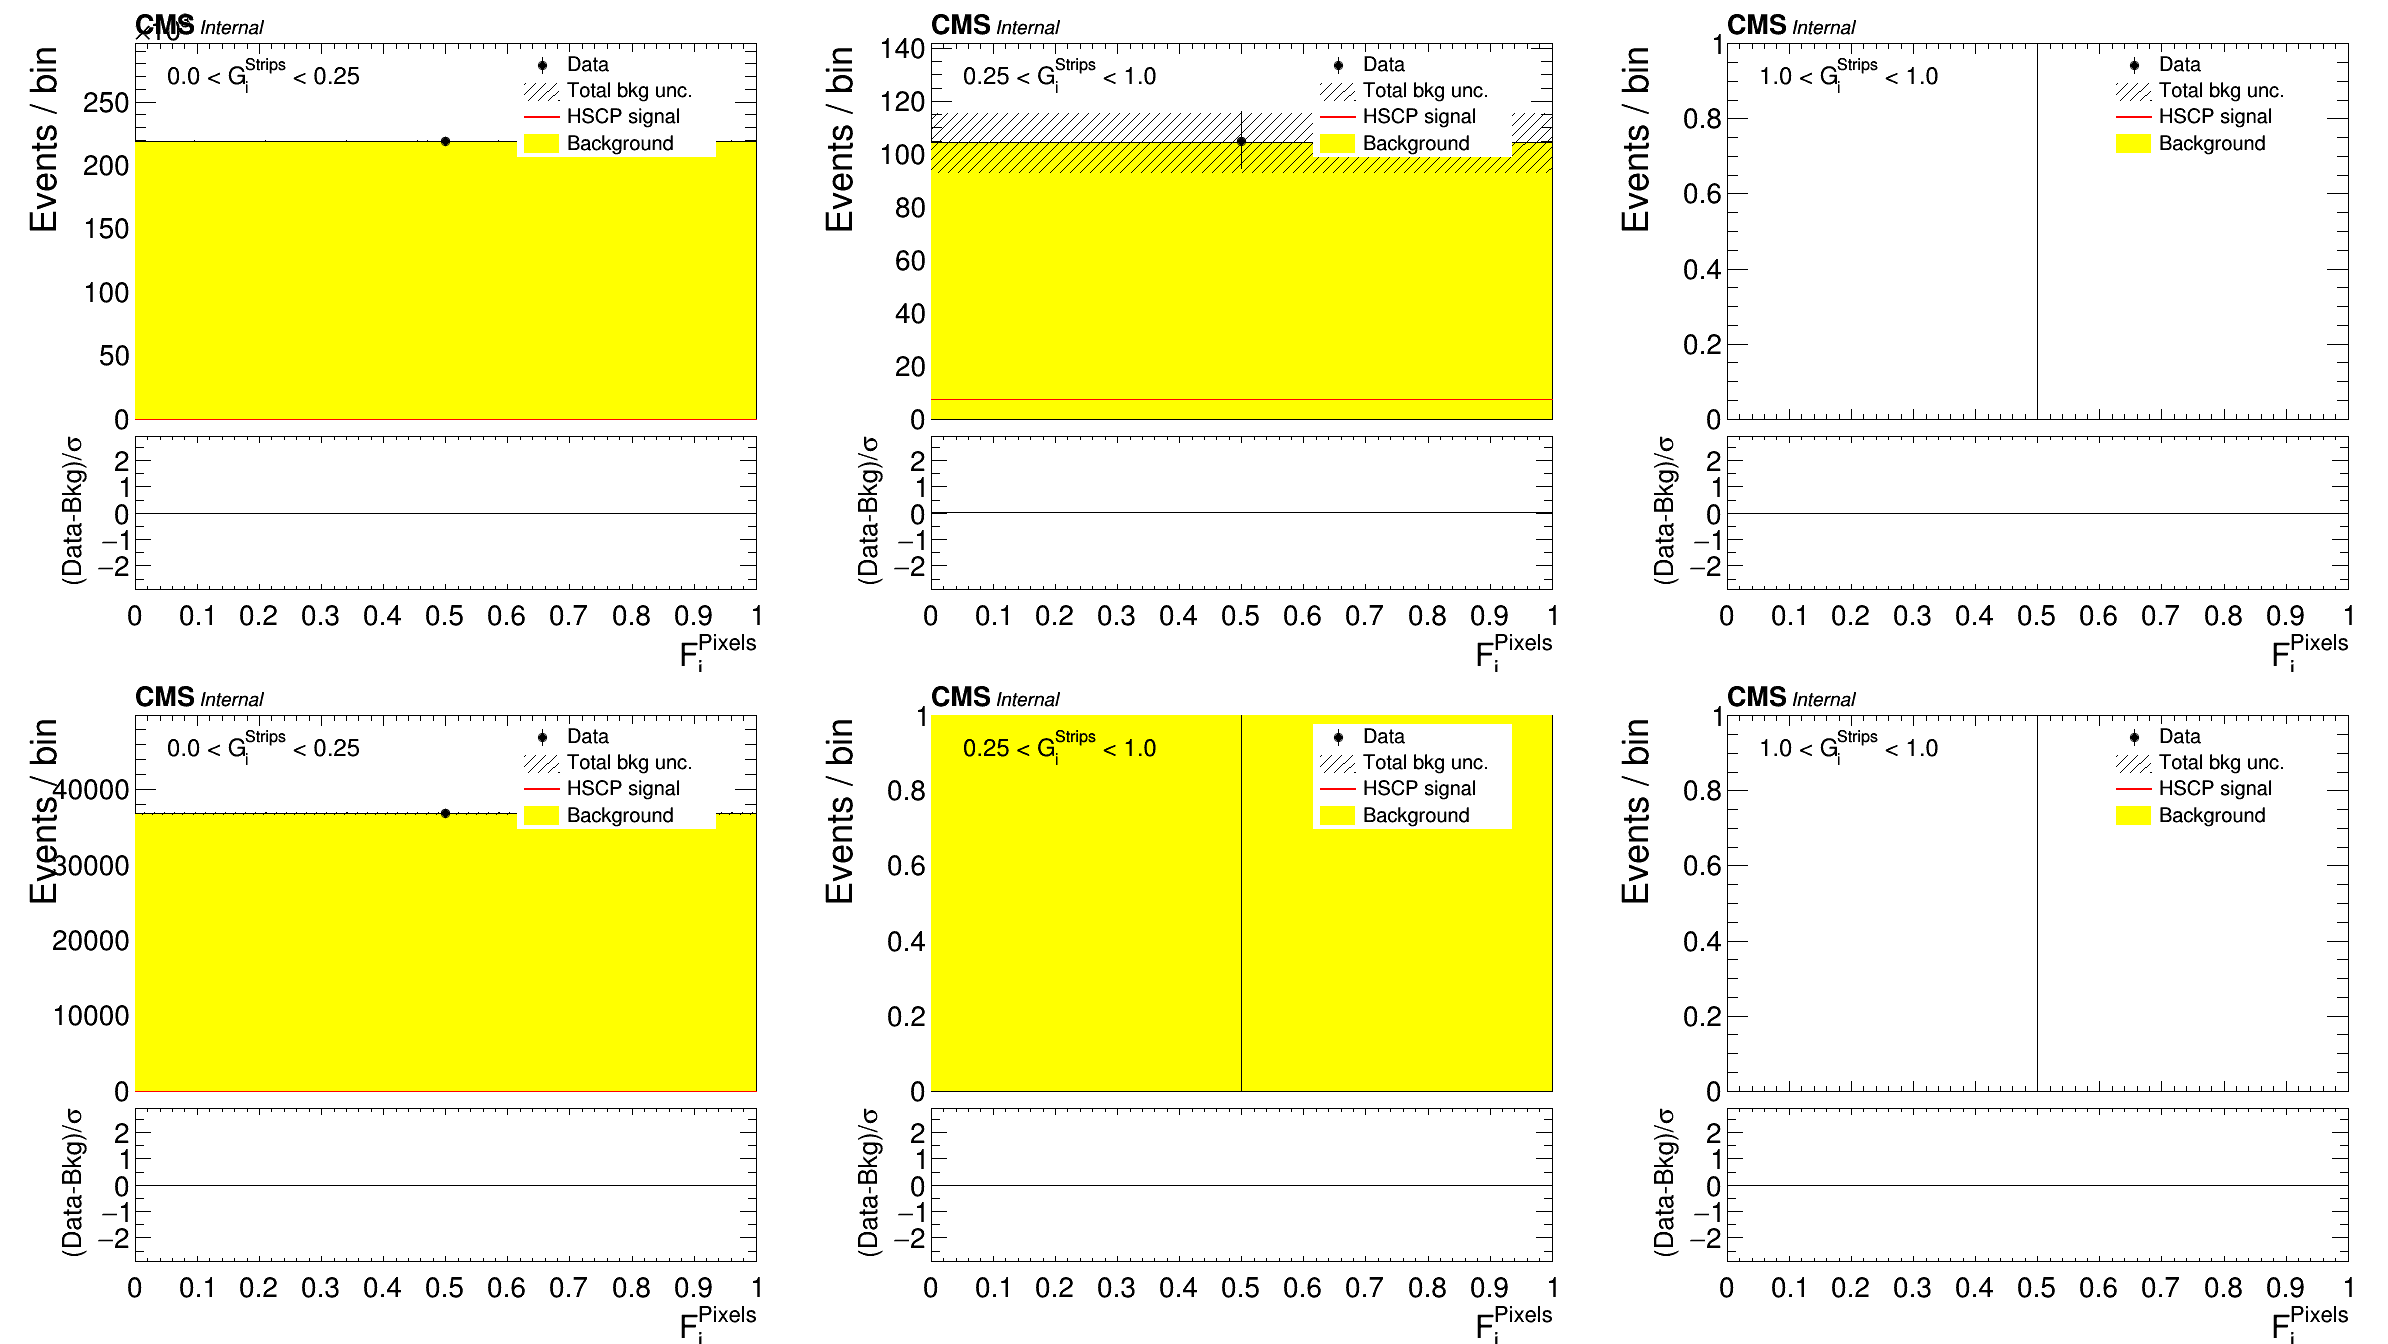 CMS Internal
×10³
Events / bin
0.0 < G_i^Strips < 0.25
Data
Total bkg unc.
HSCP signal
Background
250
200
150
100
50
0
(Data-Bkg)/σ
2
1
0
−1
−2
0 0.1 0.2 0.3 0.4 0.5 0.6 0.7 0.8 0.9 1
F_i^Pixels
CMS Internal
Events / bin
0.25 < G_i^Strips < 1.0
Data
Total bkg unc.
HSCP signal
Background
140
120
100
80
60
40
20
0
(Data-Bkg)/σ
2
1
0
−1
−2
0 0.1 0.2 0.3 0.4 0.5 0.6 0.7 0.8 0.9 1
F_i^Pixels
CMS Internal
Events / bin
1.0 < G_i^Strips < 1.0
Data
Total bkg unc.
HSCP signal
Background
1
0.8
0.6
0.4
0.2
0
(Data-Bkg)/σ
2
1
0
−1
−2
0 0.1 0.2 0.3 0.4 0.5 0.6 0.7 0.8 0.9 1
F_i^Pixels
CMS Internal
Events / bin
0.0 < G_i^Strips < 0.25
Data
Total bkg unc.
HSCP signal
Background
40000
30000
20000
10000
0
(Data-Bkg)/σ
2
1
0
−1
−2
0 0.1 0.2 0.3 0.4 0.5 0.6 0.7 0.8 0.9 1
F_i^Pixels
CMS Internal
Events / bin
0.25 < G_i^Strips < 1.0
Data
Total bkg unc.
HSCP signal
Background
1
0.8
0.6
0.4
0.2
0
(Data-Bkg)/σ
2
1
0
−1
−2
0 0.1 0.2 0.3 0.4 0.5 0.6 0.7 0.8 0.9 1
F_i^Pixels
CMS Internal
Events / bin
1.0 < G_i^Strips < 1.0
Data
Total bkg unc.
HSCP signal
Background
1
0.8
0.6
0.4
0.2
0
(Data-Bkg)/σ
2
1
0
−1
−2
0 0.1 0.2 0.3 0.4 0.5 0.6 0.7 0.8 0.9 1
F_i^Pixels